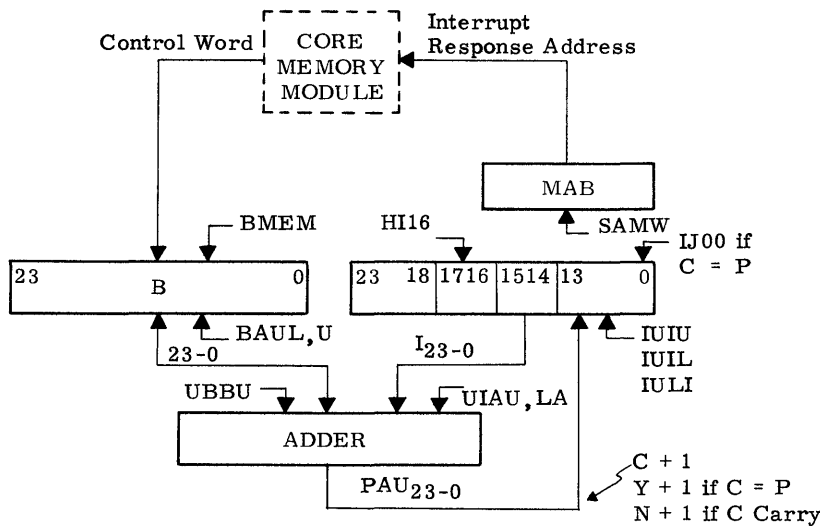 Control Word
CORE
MEMORY
MODULE
Interrupt
Response Address
MAB
BMEM
HI16
SAMW
IJ00 if
C = P
23 B 0
23 18 1716 1514 13 0
BAUL,U
23-0
I23-0
IUIU
IUIL
IULI
UBBU
UIAU,LA
ADDER
PAU23-0
C + 1
Y + 1 if C = P
N + 1 if C Carry